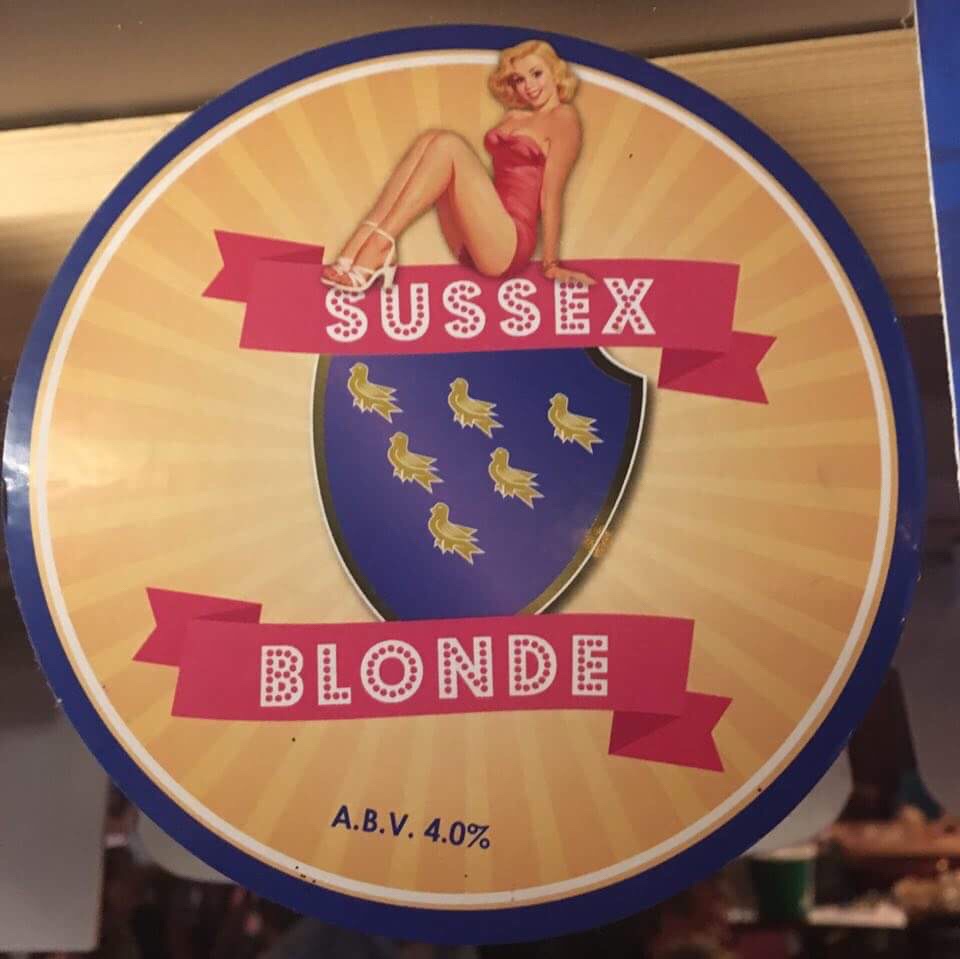 SUSSEX
BLONDE
A.B.V. 4.0%